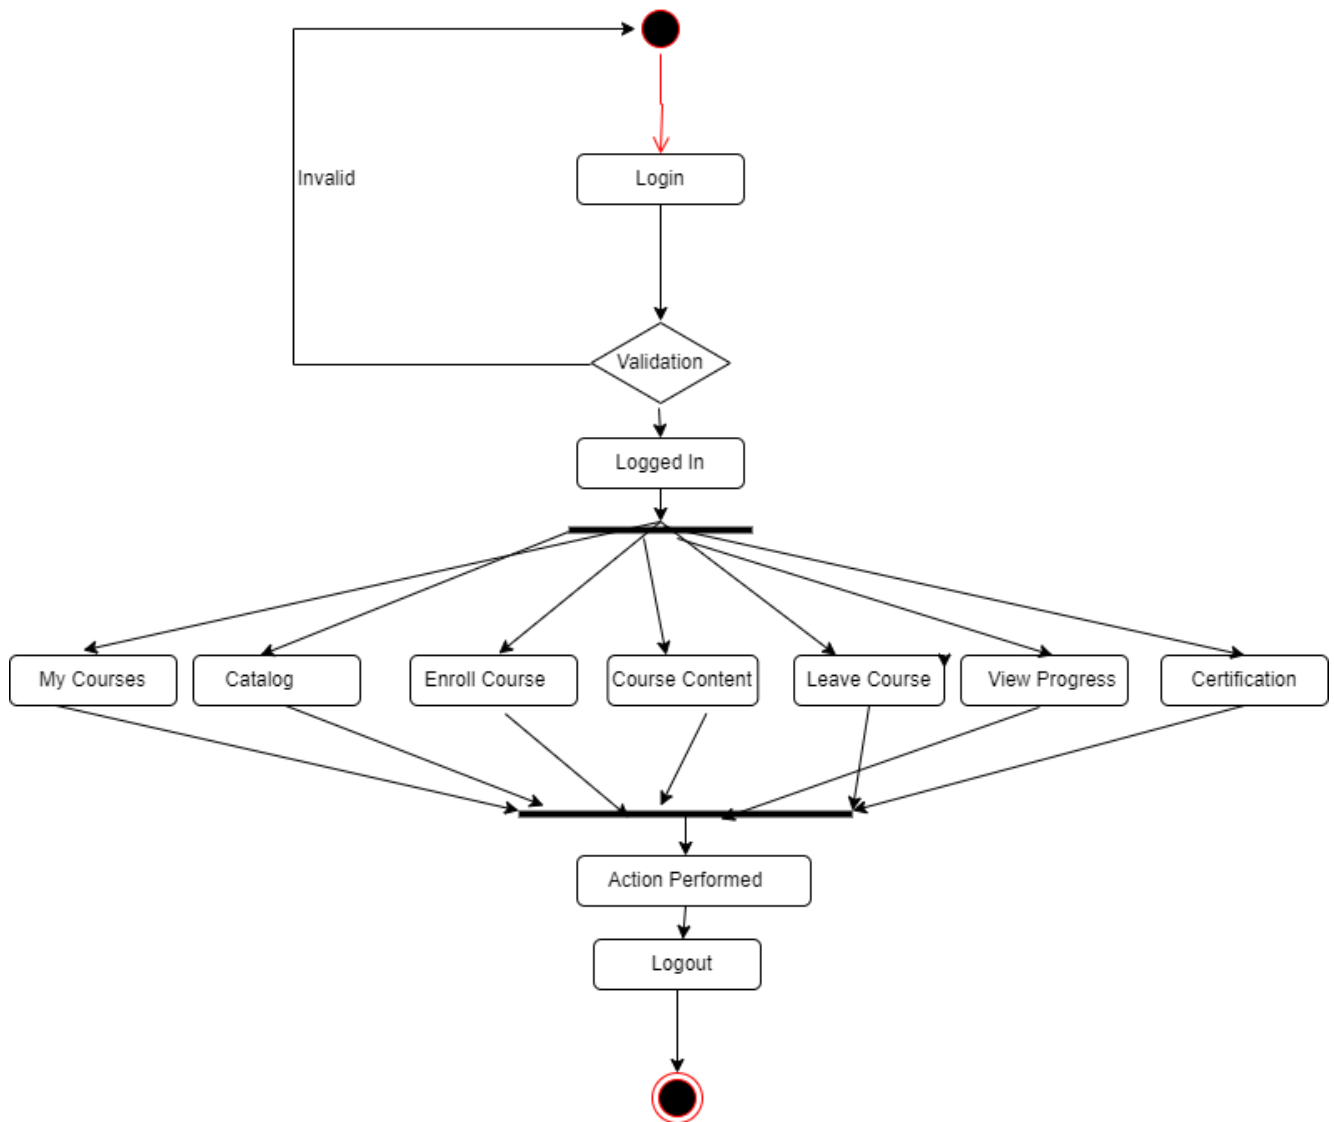 Invalid
Login
Validation
Logged In
My Courses
Catalog
Enroll Course
Course Content
Leave Course
View Progress
Certification
Action Performed
Logout